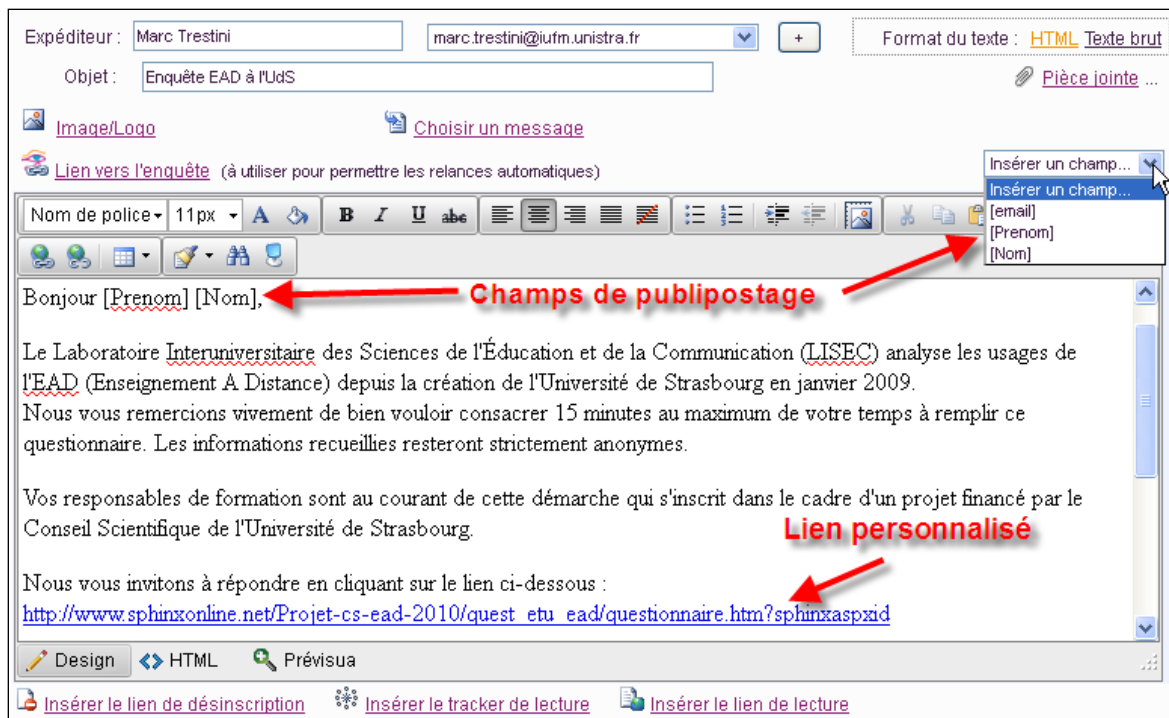 Expéditeur : Marc Trestini marc.trestini@iufm.unistra.fr + Format du texte : HTML Texte brut
Objet : Enquête EAD à l'UdS Pièce jointe ...
Image/Logo Choisir un message
Lien vers l'enquête (à utiliser pour permettre les relances automatiques) Insérer un champ...
Insérer un champ...
[email]
[Prenom]
[Nom]
Nom de police 11px A B I U abc
Bonjour [Prenom] [Nom], Champs de publipostage
Le Laboratoire Interuniversitaire des Sciences de l'Éducation et de la Communication (LISEC) analyse les usages de
l'EAD (Enseignement A Distance) depuis la création de l'Université de Strasbourg en janvier 2009.
Nous vous remercions vivement de bien vouloir consacrer 15 minutes au maximum de votre temps à remplir ce
questionnaire. Les informations recueillies resteront strictement anonymes.
Vos responsables de formation sont au courant de cette démarche qui s'inscrit dans le cadre d'un projet financé par le
Conseil Scientifique de l'Université de Strasbourg.
Lien personnalisé
Nous vous invitons à répondre en cliquant sur le lien ci-dessous :
http://www.sphinxonline.net/Projet-cs-ead-2010/quest_etu_ead/questionnaire.htm?sphinxaspxid
Design HTML Prévisua
Insérer le lien de désinscription Insérer le tracker de lecture Insérer le lien de lecture